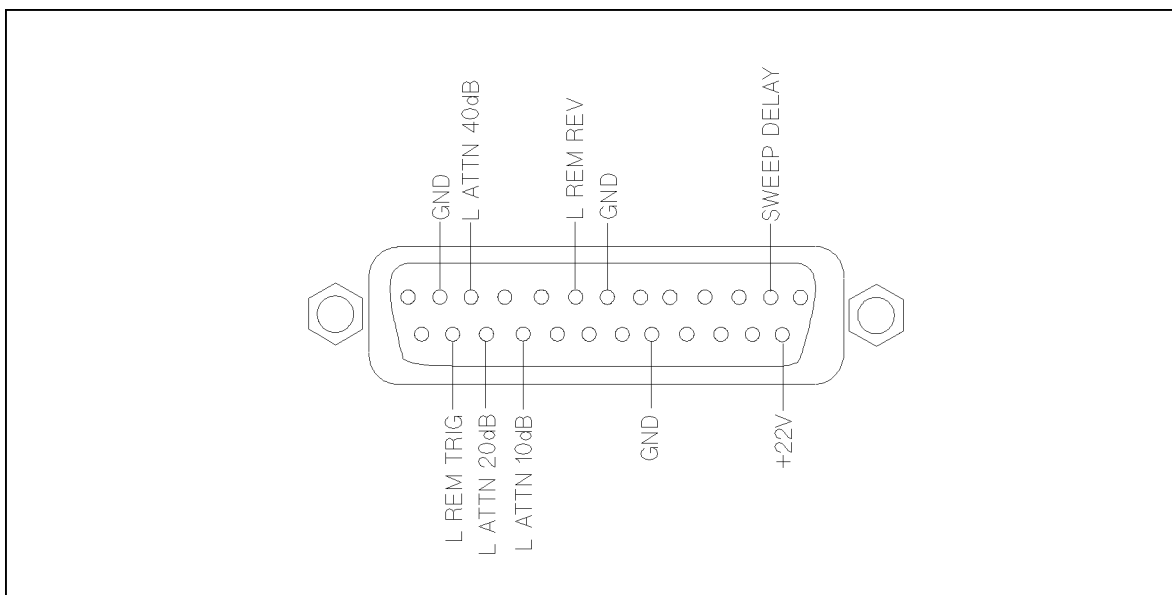 GND
L ATTN 40dB
L REM REV
GND
SWEEP DELAY
L REM TRIG
L ATTN 20dB
L ATTN 10dB
GND
+22V